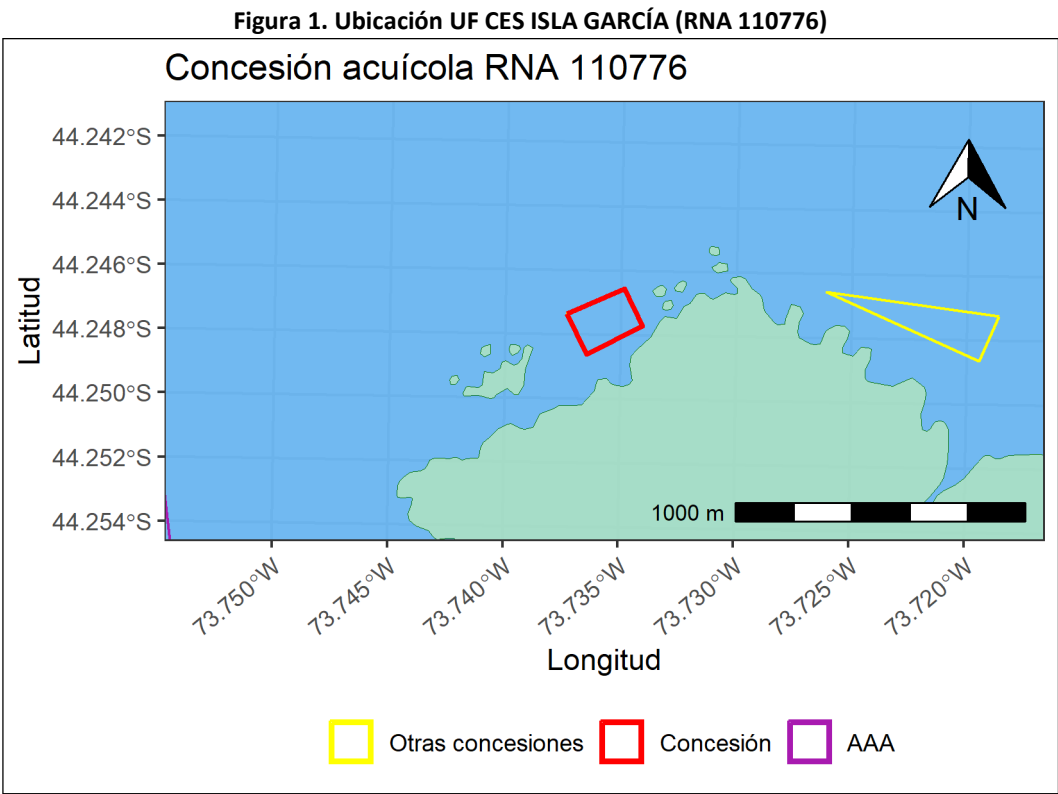 Figura 1. Ubicación UF CES ISLA GARCÍA (RNA 110776)
Concesión acuícola RNA 110776
44.242°S
44.244°S
44.246°S
44.248°S
44.250°S
44.252°S
44.254°S
Latitud
N
1000 m
73.750°W
73.745°W
73.740°W
73.735°W
73.730°W
73.725°W
73.720°W
Longitud
Otras concesiones
Concesión
AAA